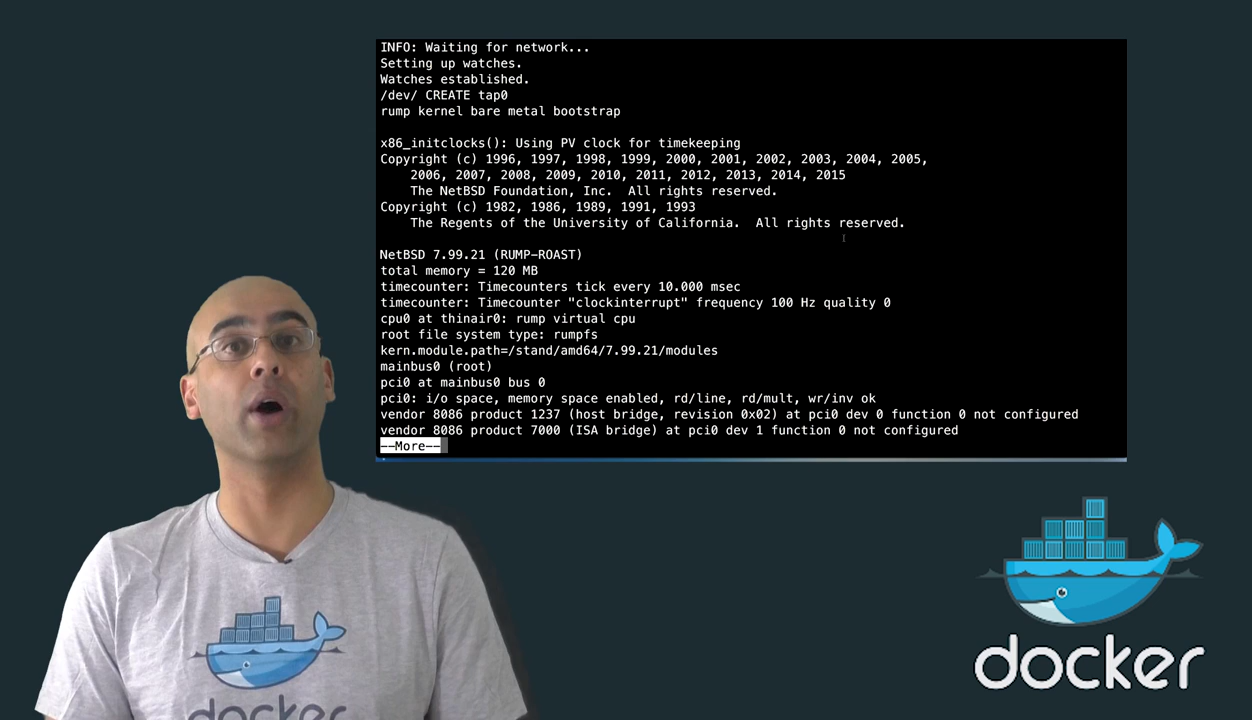 INFO: Waiting for network...
Setting up watches.
Watches established.
/dev/ CREATE tap0
rump kernel bare metal bootstrap
x86_initclocks(): Using PV clock for timekeeping
Copyright (c) 1996, 1997, 1998, 1999, 2000, 2001, 2002, 2003, 2004, 2005,
2006, 2007, 2008, 2009, 2010, 2011, 2012, 2013, 2014, 2015
The NetBSD Foundation, Inc.  All rights reserved.
Copyright (c) 1982, 1986, 1989, 1991, 1993
The Regents of the University of California.  All rights reserved.
NetBSD 7.99.21 (RUMP-ROAST)
total memory = 120 MB
timecounter: Timecounters tick every 10.000 msec
timecounter: Timecounter "clockinterrupt" frequency 100 Hz quality 0
cpu0 at thinair0: rump virtual cpu
root file system type: rumpfs
kern.module.path=/stand/amd64/7.99.21/modules
mainbus0 (root)
pci0 at mainbus0 bus 0
pci0: i/o space, memory space enabled, rd/line, rd/mult, wr/inv ok
vendor 8086 product 1237 (host bridge, revision 0x02) at pci0 dev 0 function 0 not configured
vendor 8086 product 7000 (ISA bridge) at pci0 dev 1 function 0 not configured
--More--
docker
docker